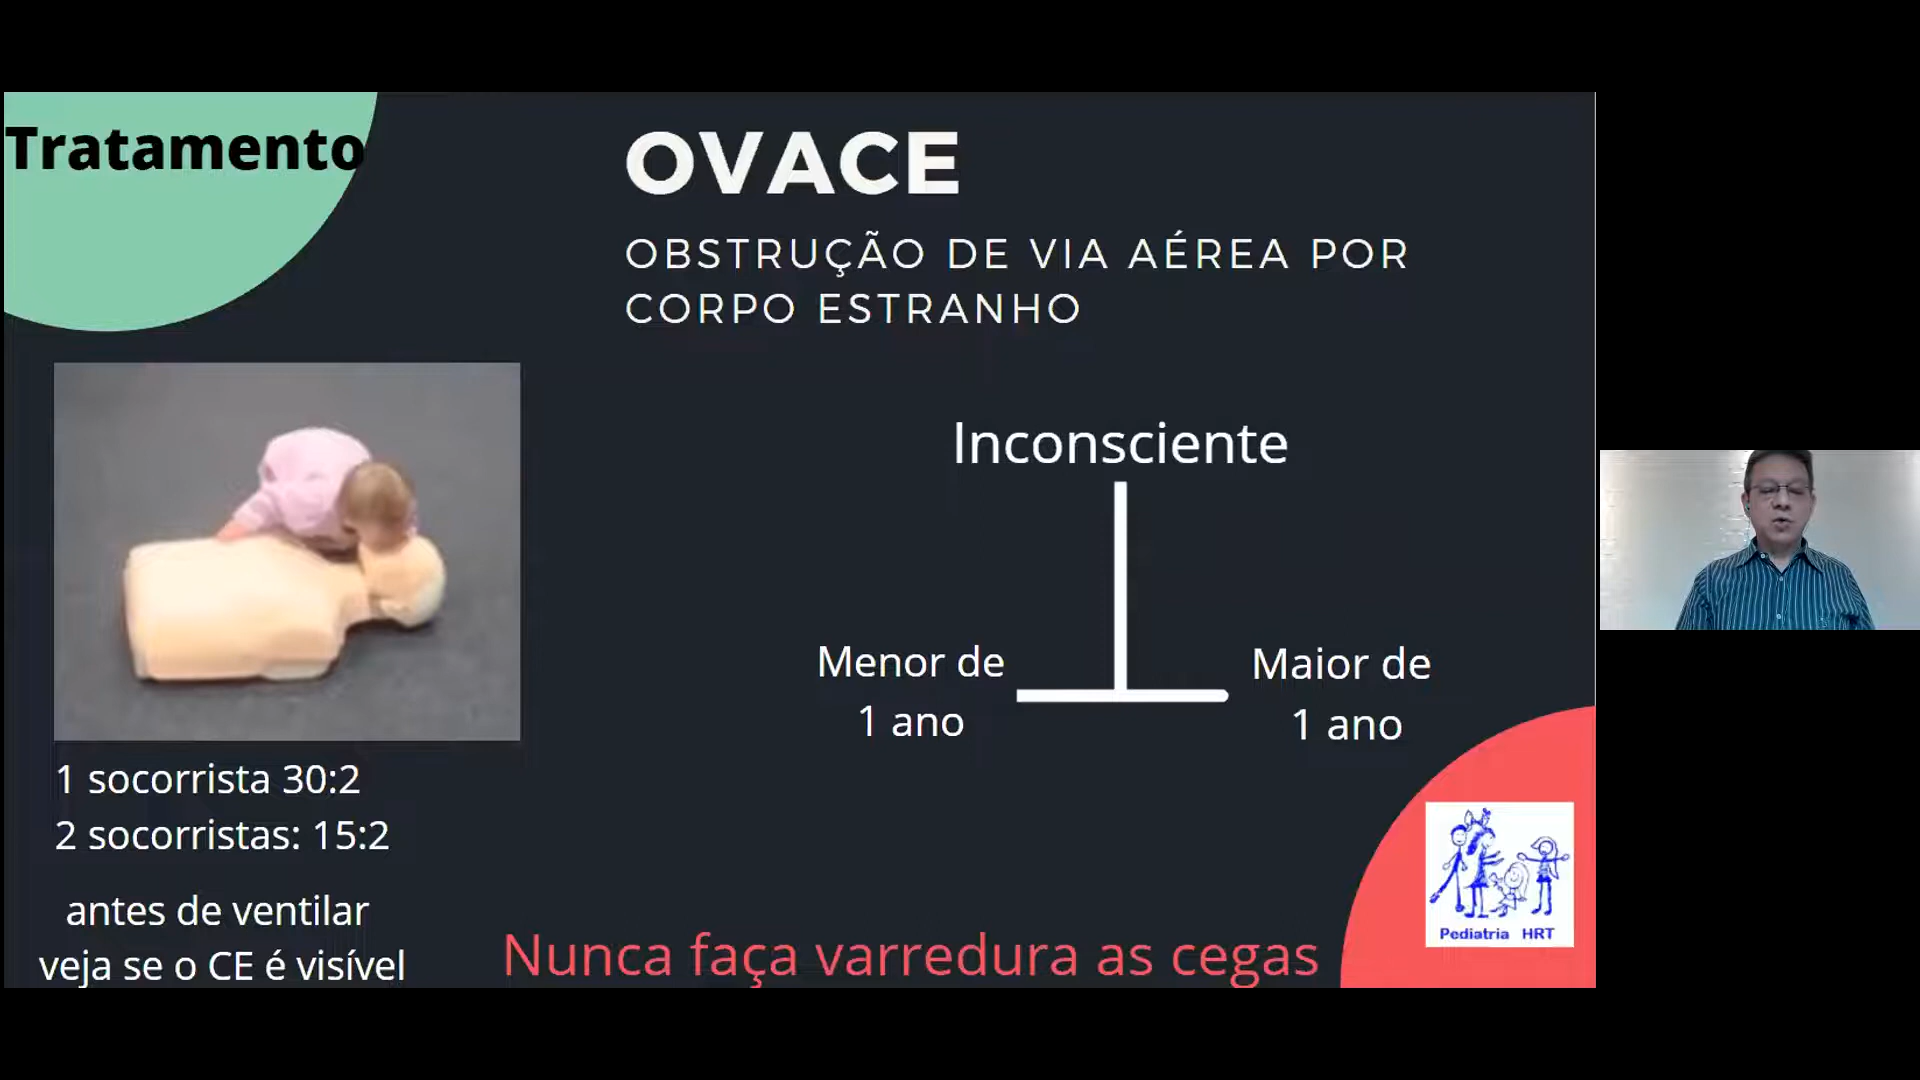 Tratamento
OVACE
OBSTRUÇÃO DE VIA AÉREA POR
CORPO ESTRANHO
Inconsciente
Menor de
1 ano
Maior de
1 ano
1 socorrista 30:2
2 socorristas: 15:2
antes de ventilar
veja se o CE é visível
Nunca faça varredura as cegas
Pediatria HRT